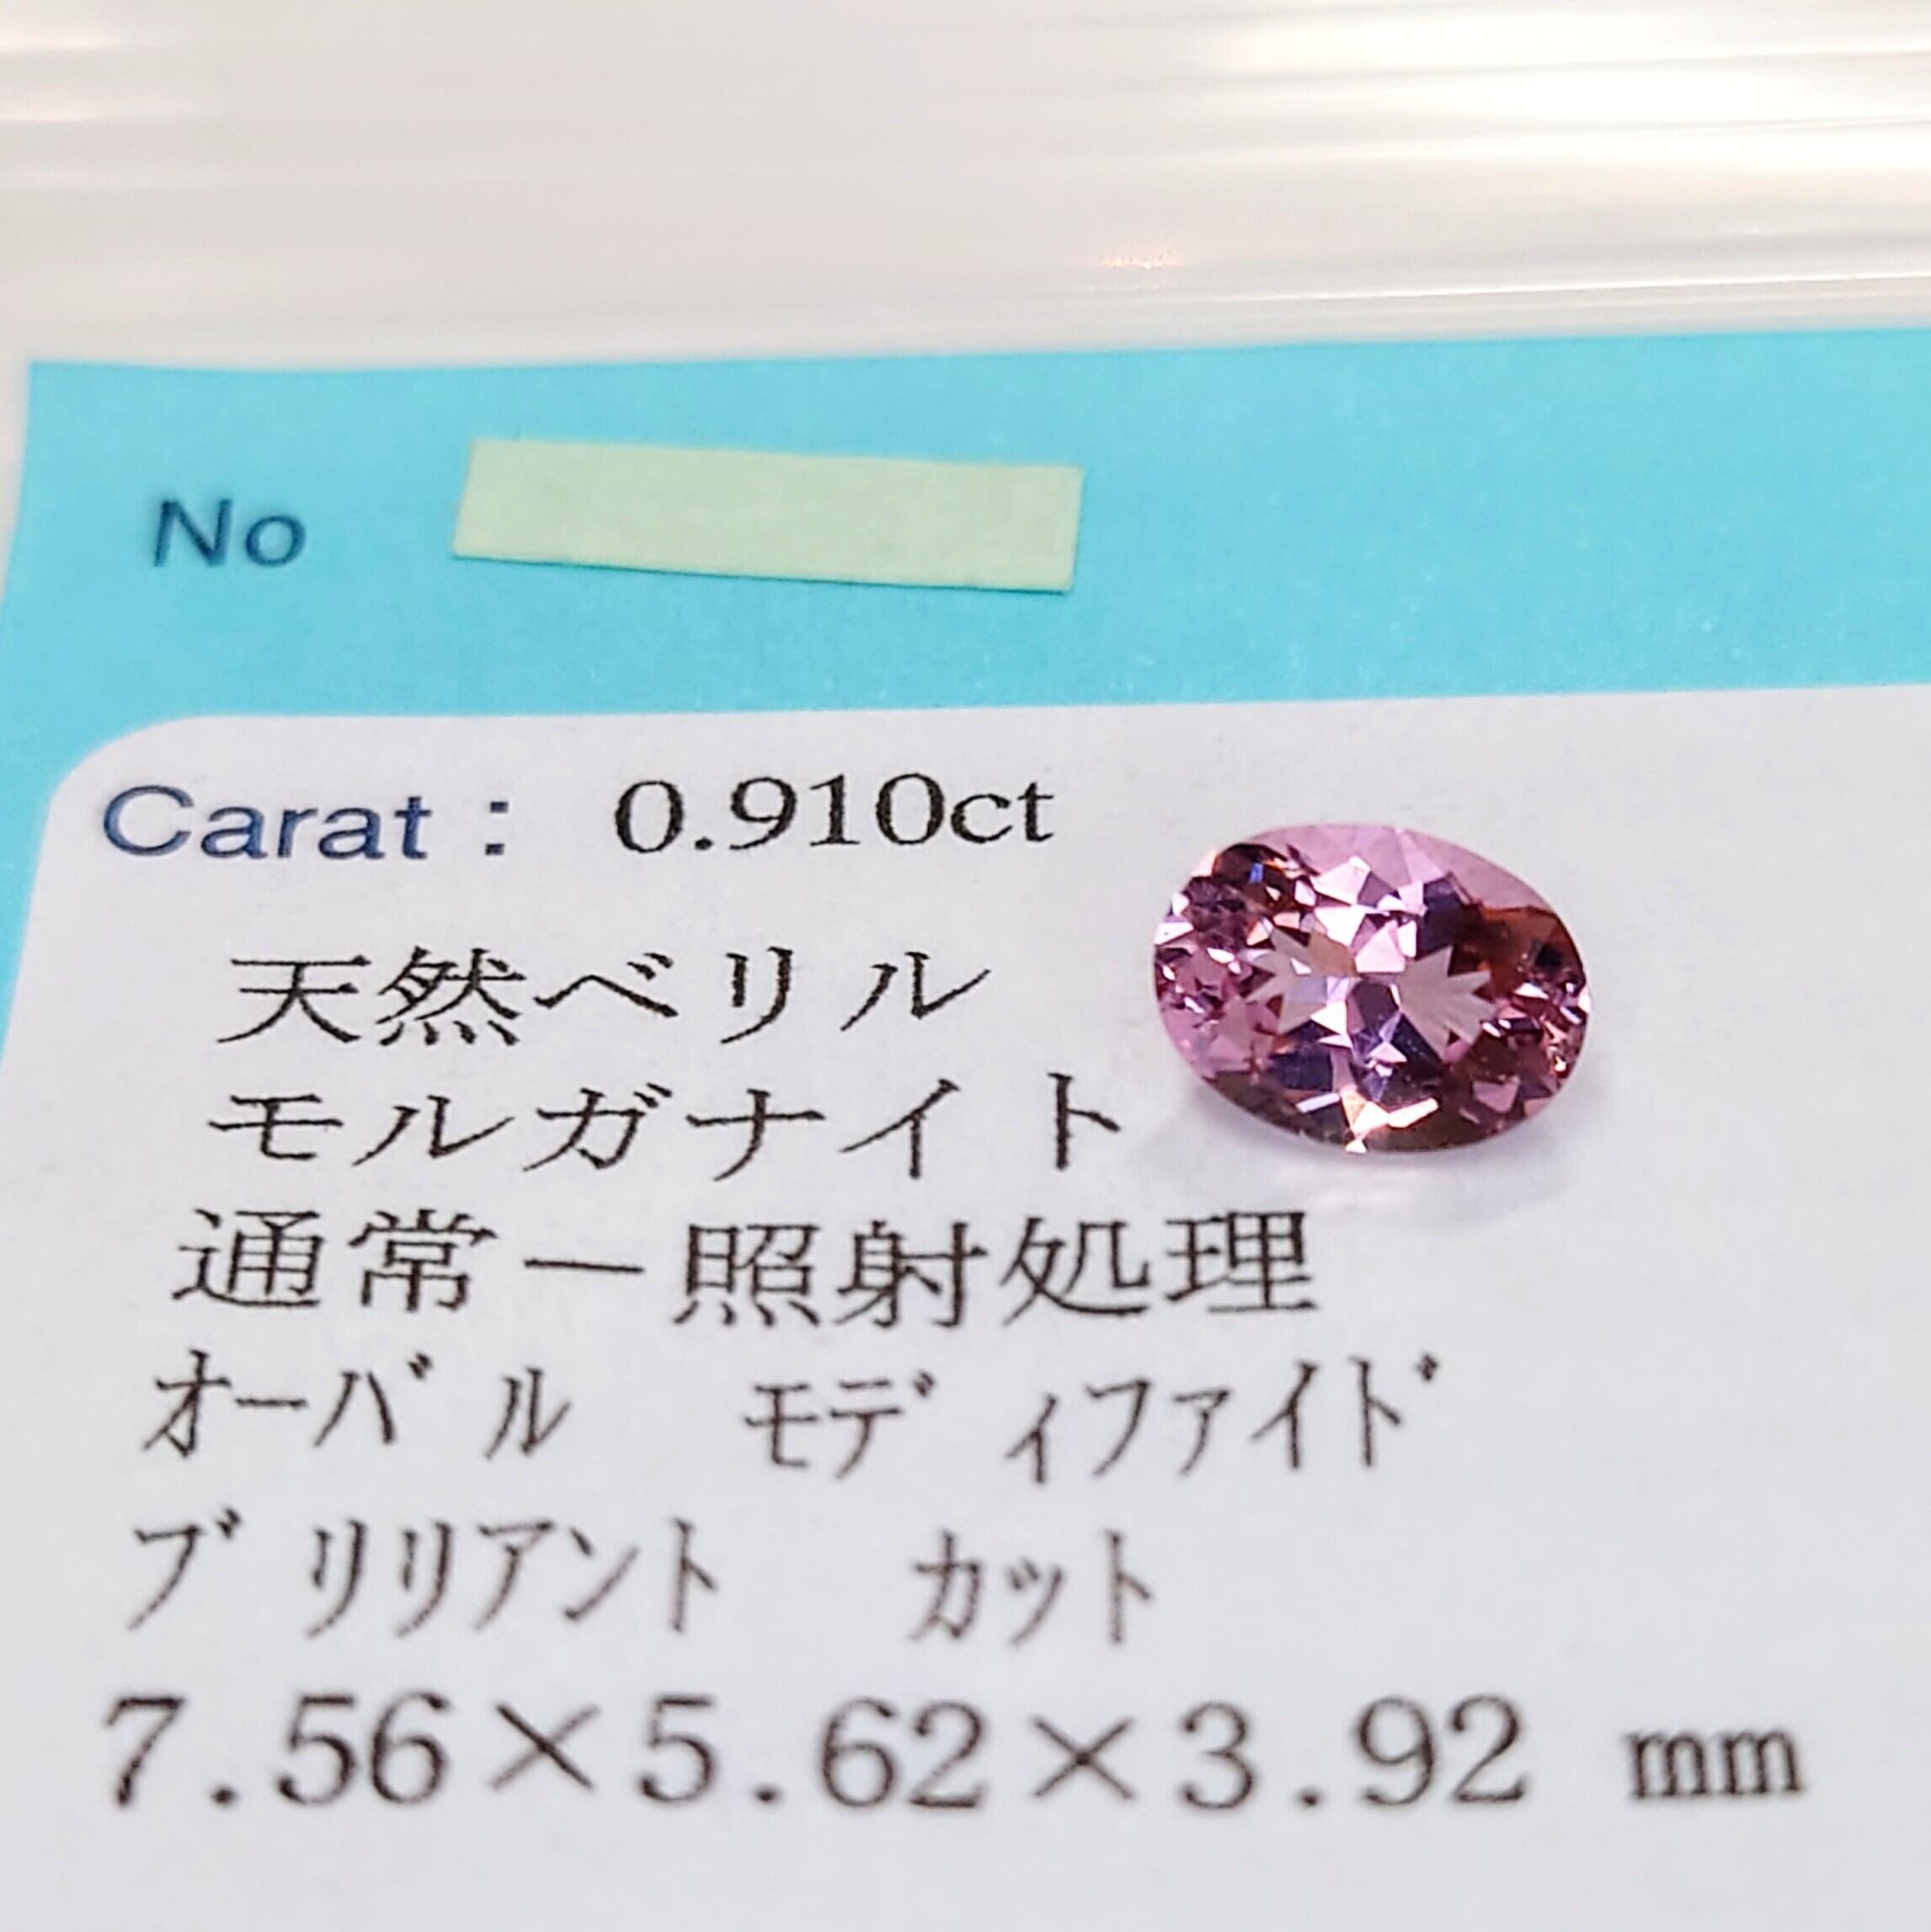 No
Carat : 0.910ct
天然ベリル
モルガナイト
通常－照射処理
ｵｰﾊﾞﾙ ﾓﾃﾞｨﾌｧｲﾄﾞ
ﾌﾞﾘﾘｱﾝﾄ ｶｯﾄ
7.56×5.62×3.92 mm